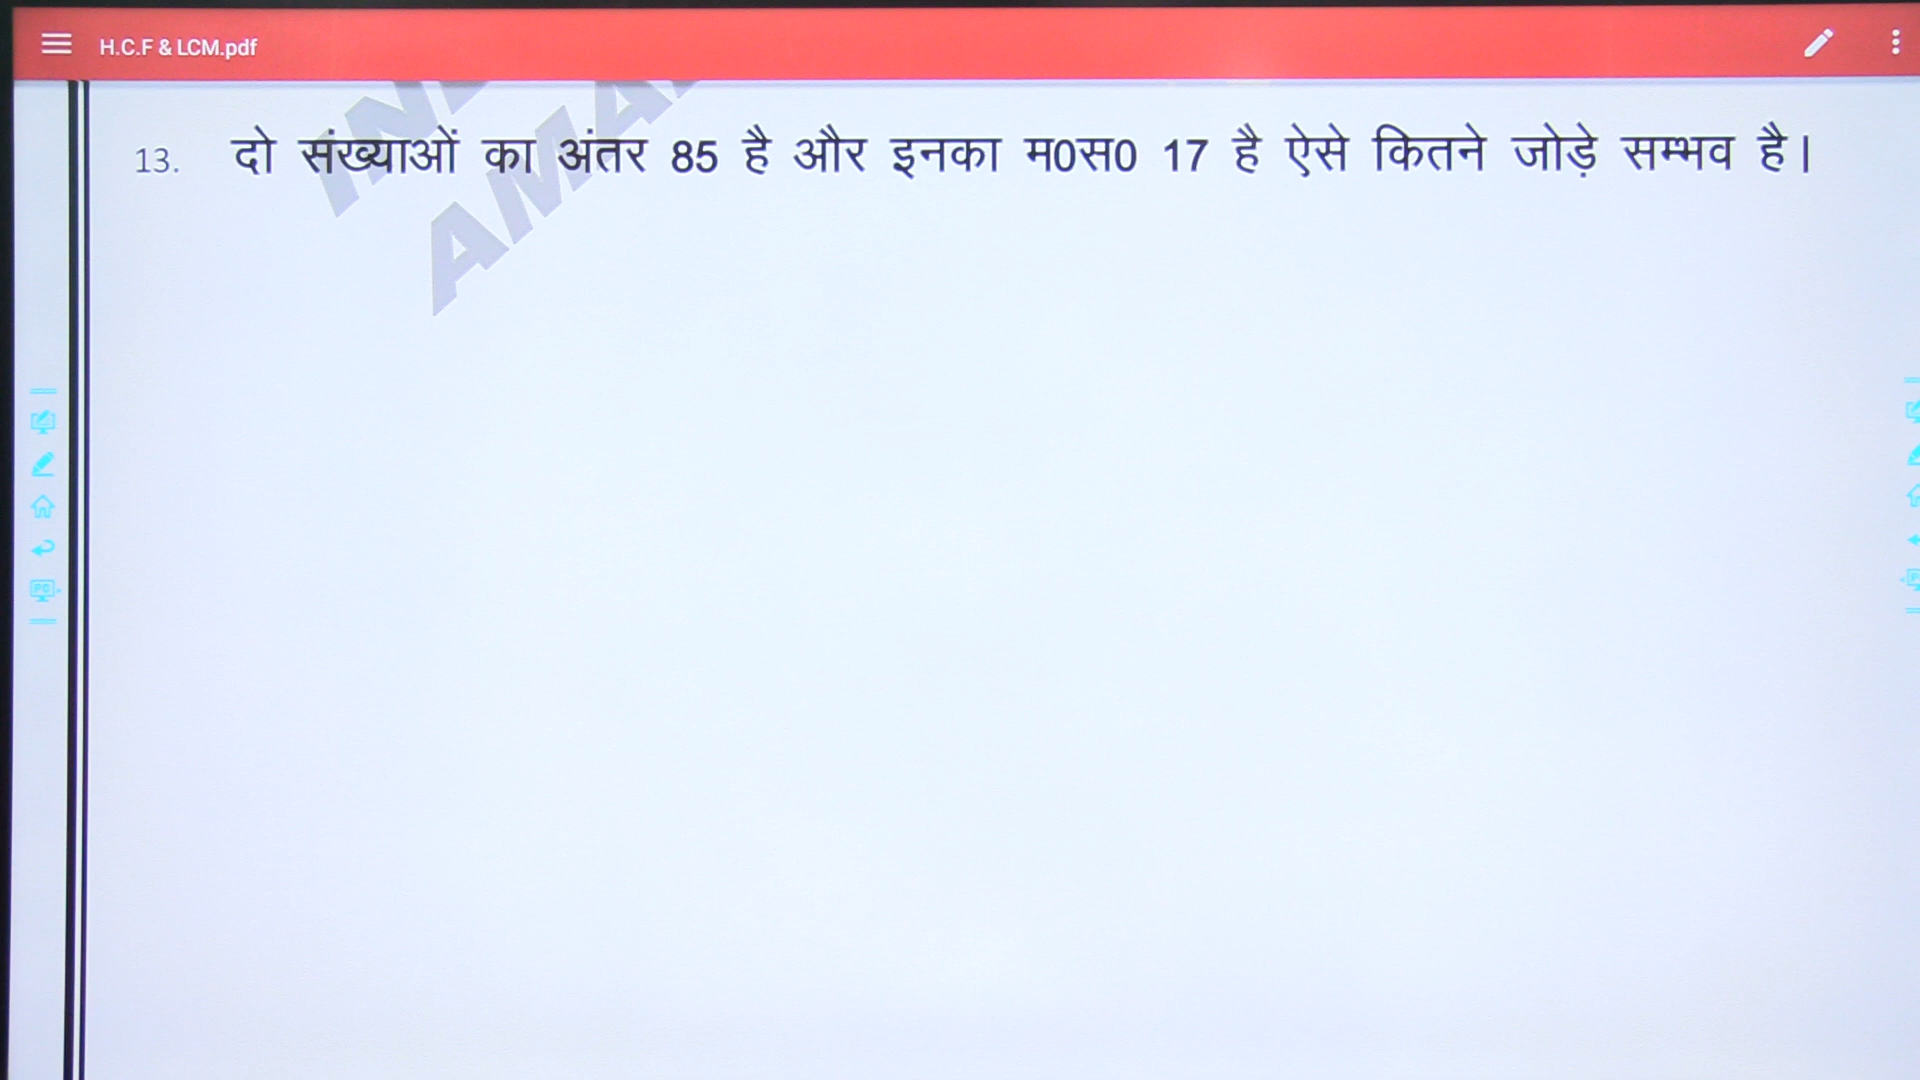 H.C.F & LCM.pdf
13. दो संख्याओं का अंतर 85 है और इनका म0स0 17 है ऐसे कितने जोड़े सम्भव है।